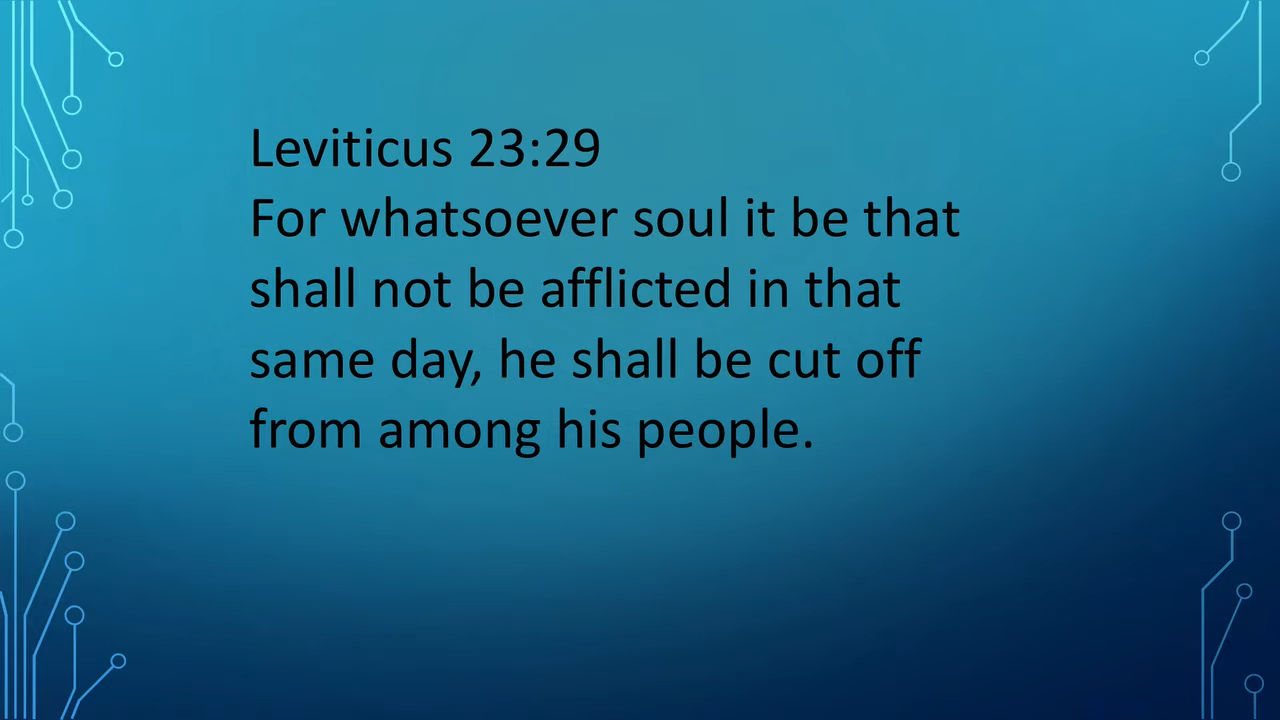 Leviticus 23:29
For whatsoever soul it be that
shall not be afflicted in that
same day, he shall be cut off
from among his people.